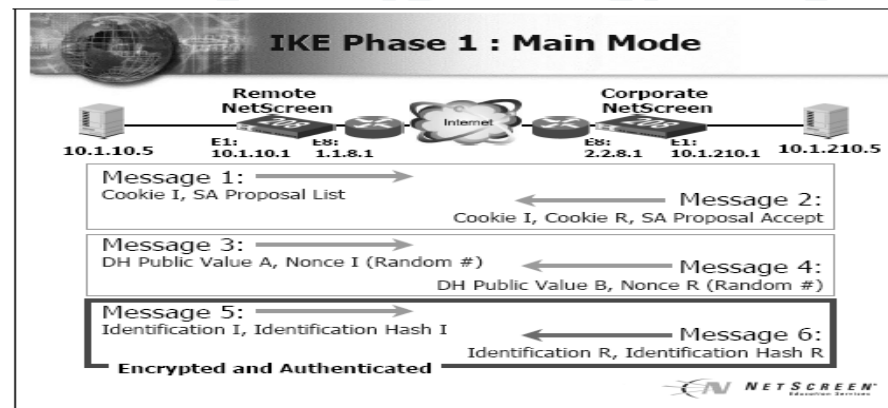 IKE Phase 1 : Main Mode
Remote
NetScreen
Corporate
NetScreen
Internet
10.1.10.5
E1:
10.1.10.1
E8:
1.1.8.1
E8:
2.2.8.1
E1:
10.1.210.1
10.1.210.5
Message 1:
Cookie I, SA Proposal List
Message 2:
Cookie I, Cookie R, SA Proposal Accept
Message 3:
DH Public Value A, Nonce I (Random #)
Message 4:
DH Public Value B, Nonce R (Random #)
Message 5:
Identification I, Identification Hash I
Message 6:
Identification R, Identification Hash R
Encrypted and Authenticated
NETSCREEN
Education Services